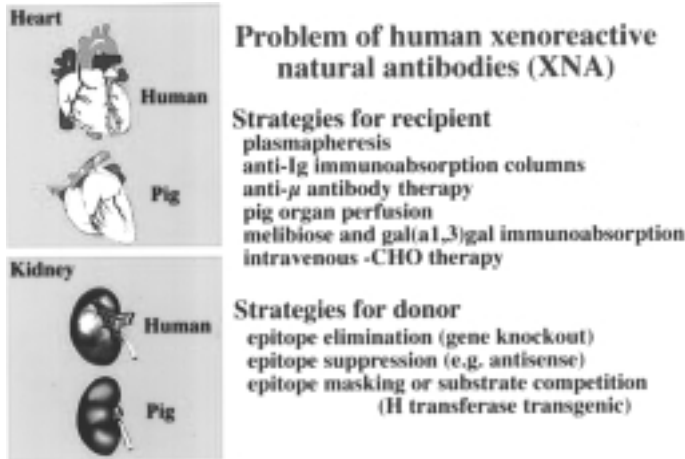 Heart
Human
Pig
Kidney
Human
Pig
Problem of human xenoreactive
natural antibodies (XNA)
Strategies for recipient
plasmapheresis
anti-Ig immunoabsorption columns
anti-μ antibody therapy
pig organ perfusion
melibiose and gal(a1,3)gal immunoabsorption
intravenous -CHO therapy
Strategies for donor
epitope elimination (gene knockout)
epitope suppression (e.g. antisense)
epitope masking or substrate competition
(H transferase transgenic)